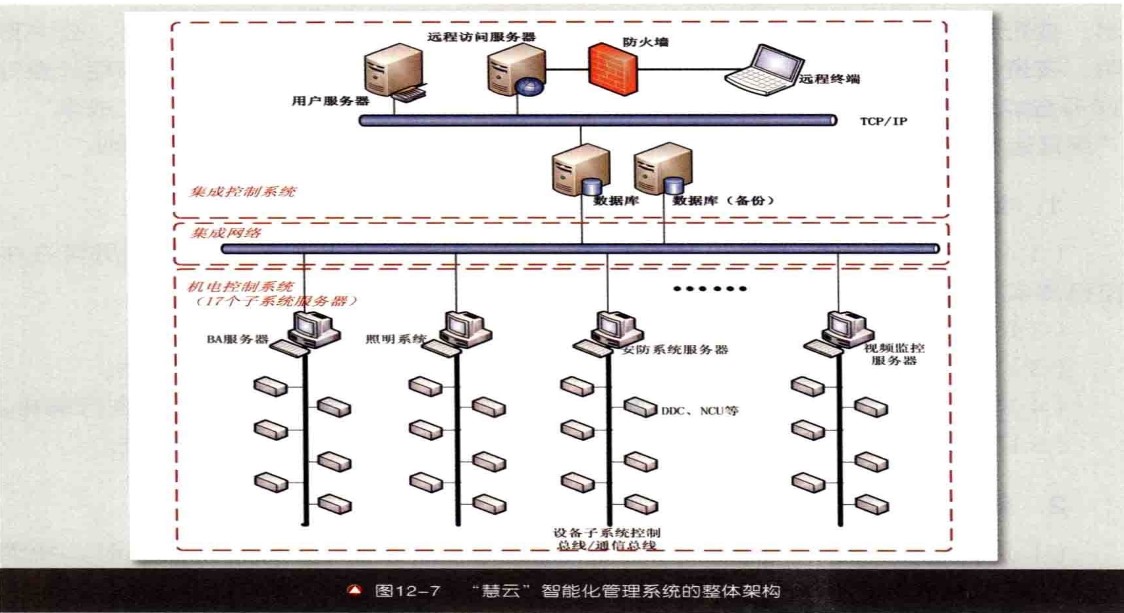 远程访问服务器
防火墙
用户服务器
远程终端
TCP/IP
数据库
数据库（备份）
集成控制系统
集成网络
机电控制系统
（17个子系统服务器）
BA服务器
照明系统
安防系统服务器
视频监控
服务器
DDC、NCU等
设备子系统控制
总线/通信总线
图12-7 “慧云”智能化管理系统的整体架构